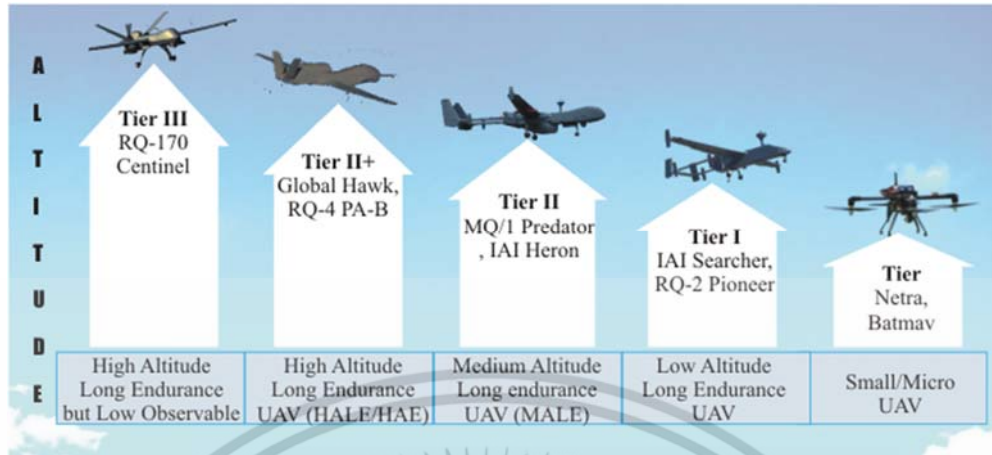 ALTITUDE
Tier III
RQ-170
Centinel
Tier II+
Global Hawk,
RQ-4 PA-B
Tier II
MQ/1 Predator
, IAI Heron
Tier I
IAI Searcher,
RQ-2 Pioneer
Tier
Netra,
Batmav
High Altitude
Long Endurance
but Low Observable
High Altitude
Long Endurance
UAV (HALE/HAE)
Medium Altitude
Long endurance
UAV (MALE)
Low Altitude
Long Endurance
UAV
Small/Micro
UAV